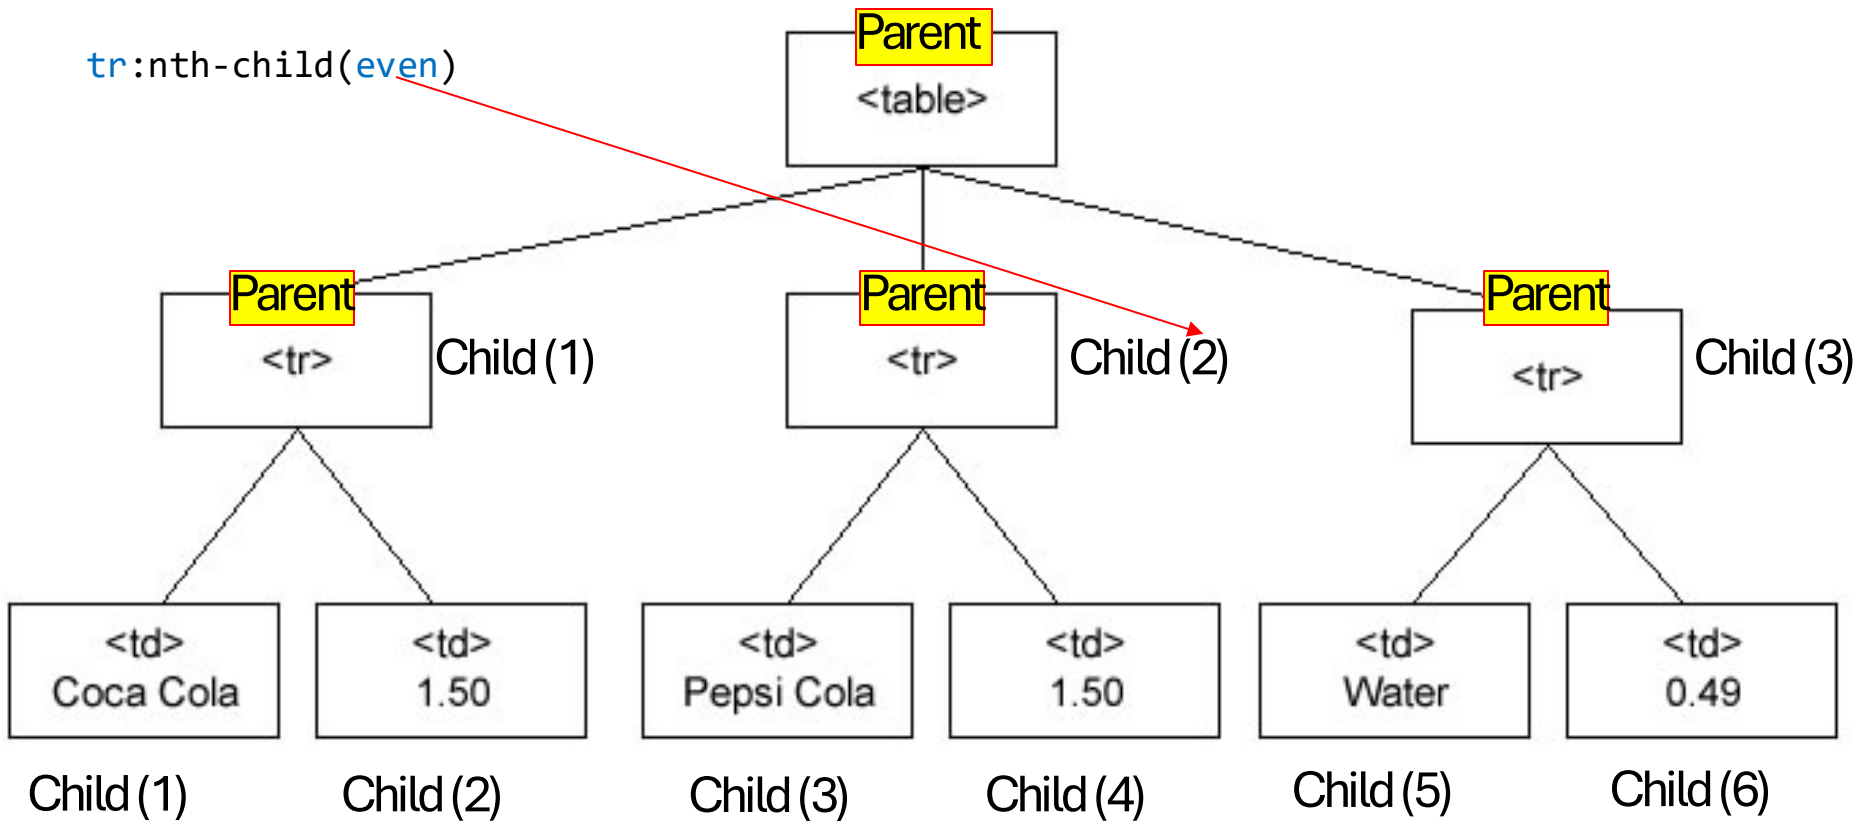 Parent
tr:nth-child(even)
<table>
Parent
Parent
Parent
<tr>
Child (1)
<tr>
Child (2)
<tr>
Child (3)
<td>
Coca Cola
<td>
1.50
<td>
Pepsi Cola
<td>
1.50
<td>
Water
<td>
0.49
Child (1)
Child (2)
Child (3)
Child (4)
Child (5)
Child (6)